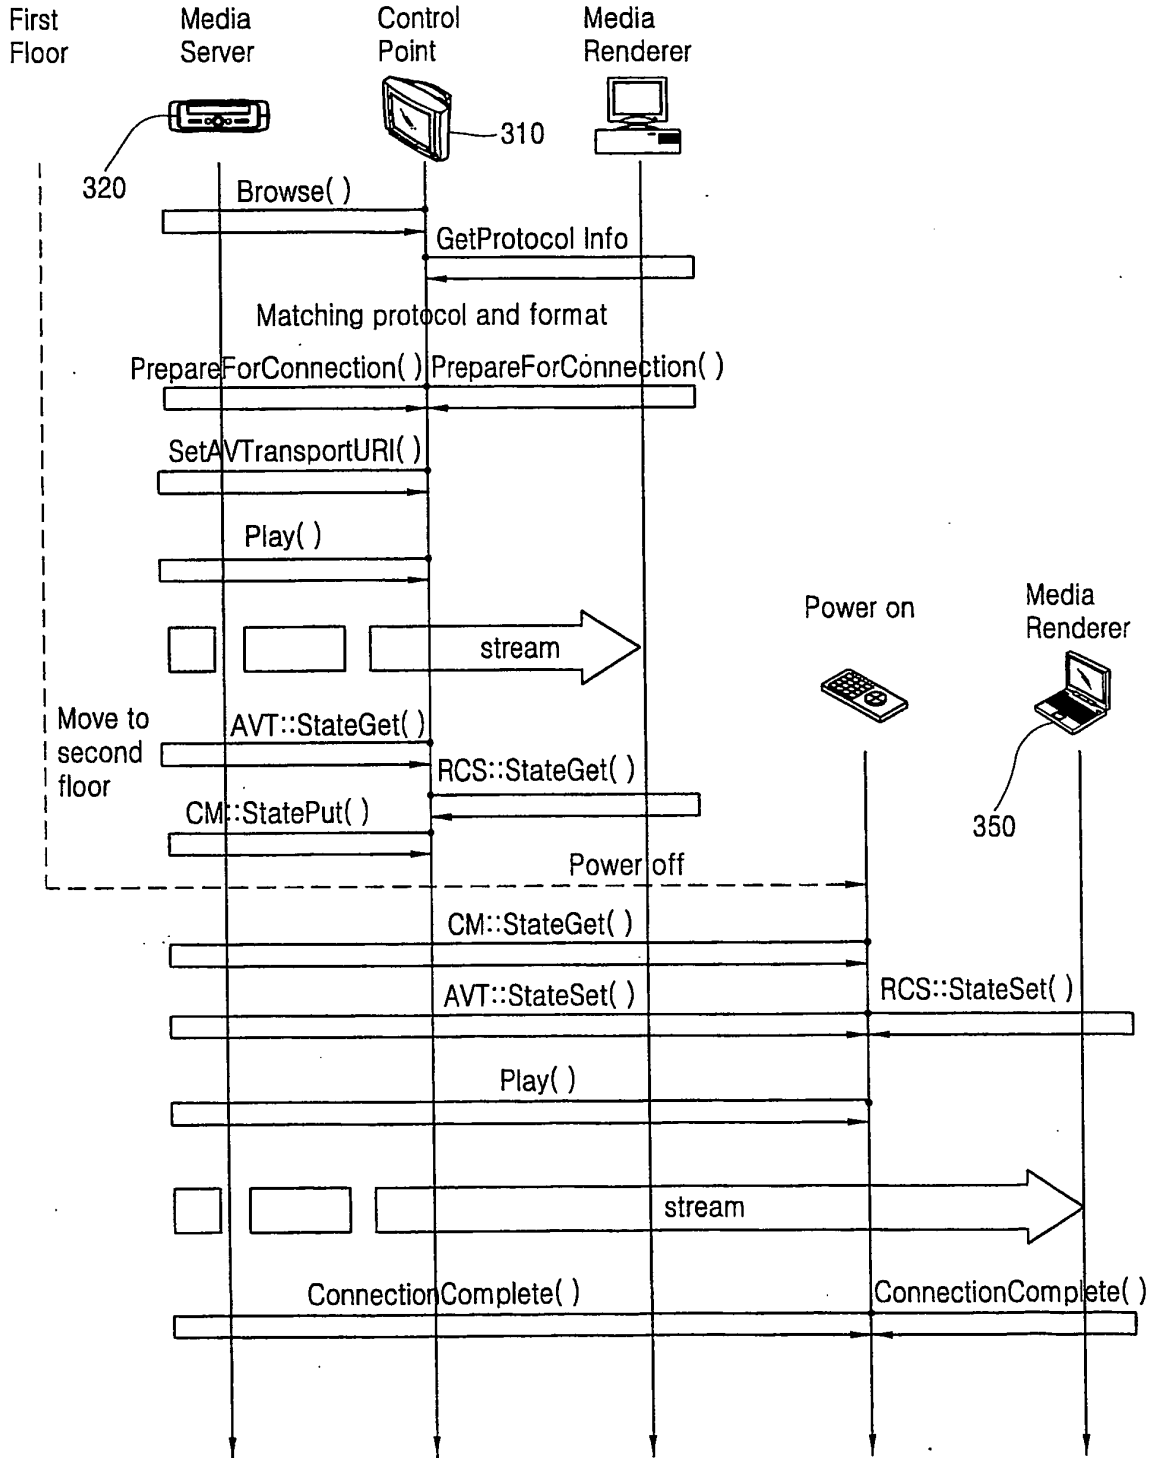 First
Floor
Media
Server
Control
Point
Media
Renderer
310
320
Browse( )
GetProtocol Info
Matching protocol and format
PrepareForConnection( )
PrepareForConnection( )
SetAVTransportURI( )
Play( )
stream
Power on
Media
Renderer
Move to
second
floor
AVT::StateGet( )
RCS::StateGet( )
CM::StatePut( )
350
Power off
CM::StateGet( )
AVT::StateSet( )
RCS::StateSet( )
Play( )
stream
ConnectionComplete( )
ConnectionComplete( )